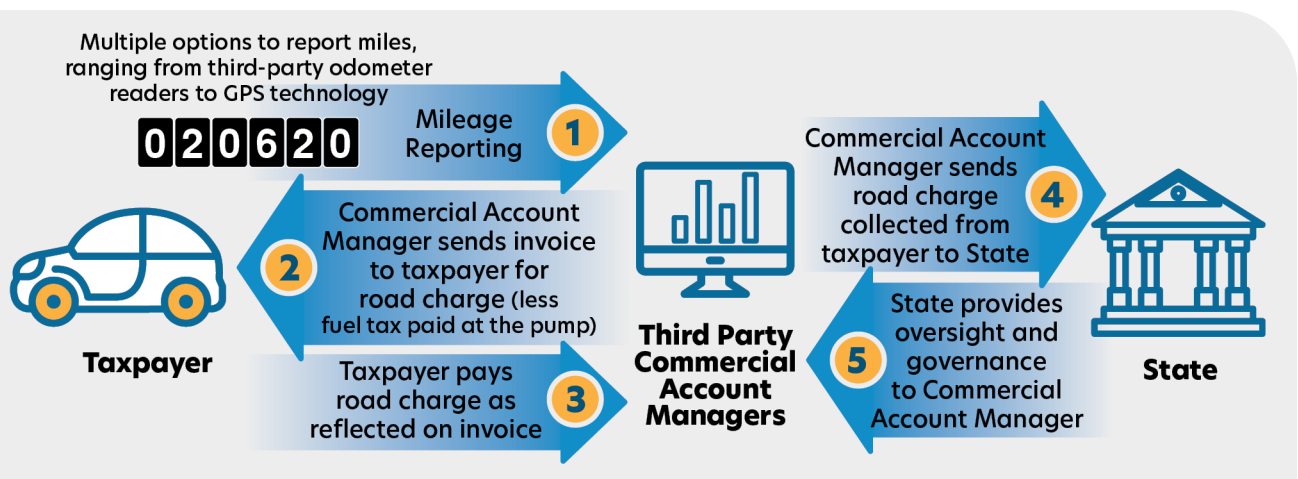 Multiple options to report miles,
ranging from third-party odometer
readers to GPS technology
020620
Mileage
Reporting
1
Commercial Account
Manager sends invoice
to taxpayer for
road charge (less
fuel tax paid at the pump)
2
Taxpayer pays
road charge as
reflected on invoice
3
Taxpayer
Third Party
Commercial
Account
Managers
Commercial Account
Manager sends
road charge
collected from
taxpayer to State
4
State provides
oversight and
governance
to Commercial
Account Manager
5
State